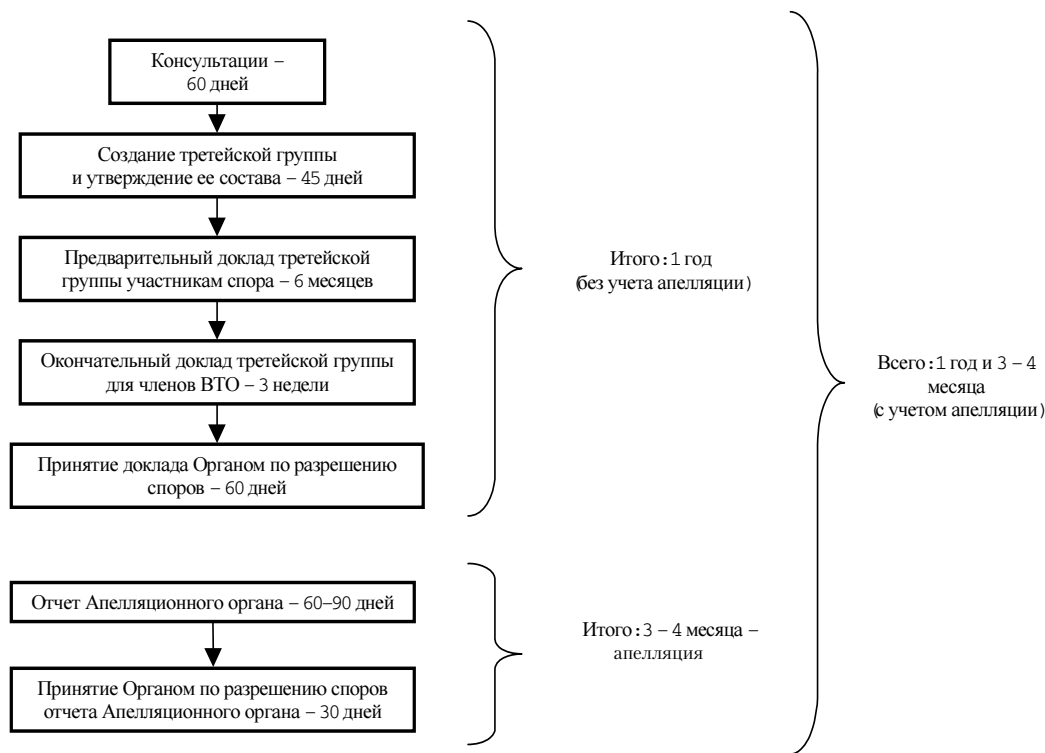 Консультации –
60 дней
Создание третейской группы
и утверждение ее состава – 45 дней
Предварительный доклад третейской
группы участникам спора – 6 месяцев
Окончательный доклад третейской группы
для членов ВТО – 3 недели
Принятие доклада Органом по разрешению
споров – 60 дней
Итого:1 год
(без учета апелляции)
Отчет Апелляционного органа – 60–90 дней
Принятие Органом по разрешению споров
отчета Апелляционного органа – 30 дней
Итого:3 – 4 месяца –
апелляция
Всего:1 год и 3 – 4
месяца
(с учетом апелляции)